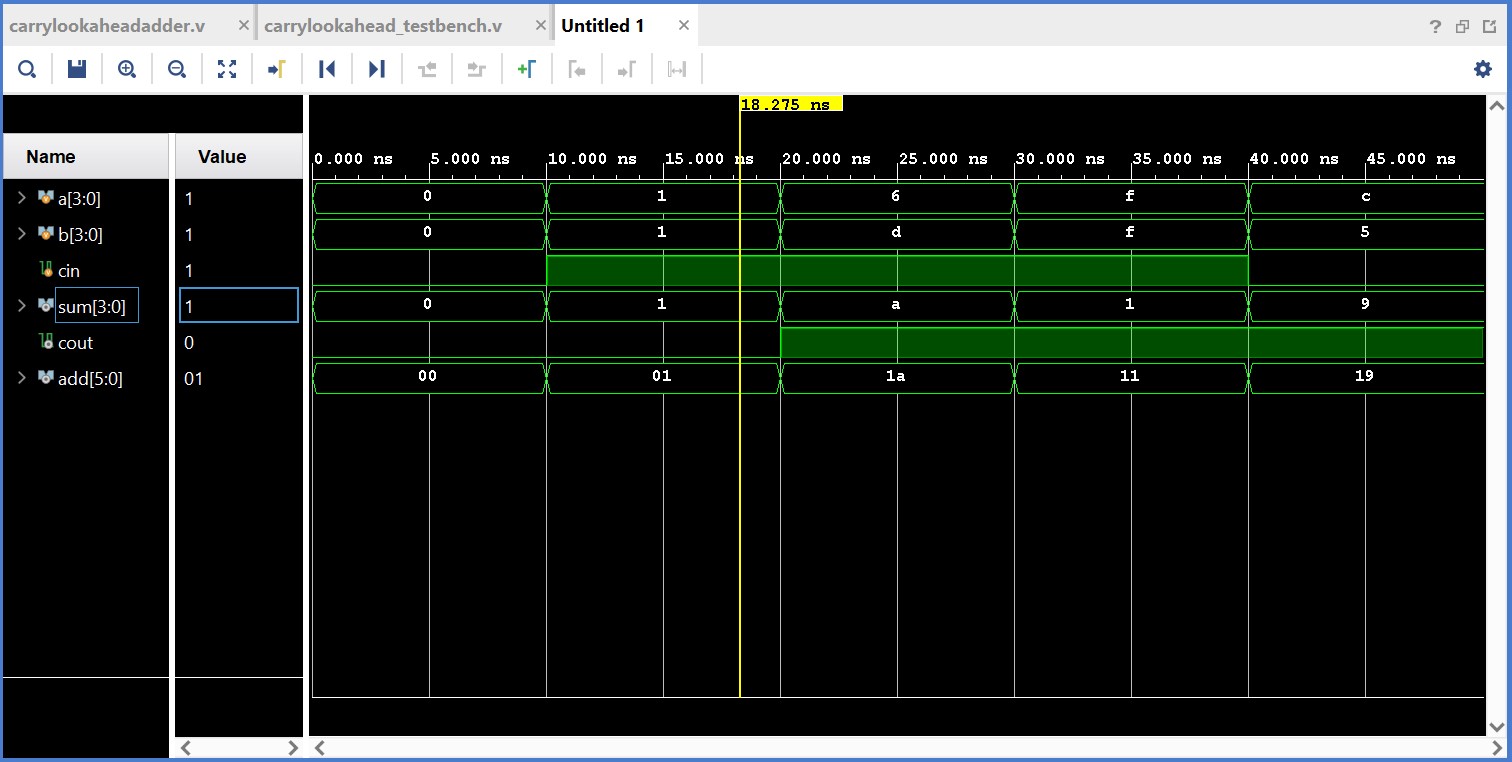 carrylookaheadadder.v × carrylookahead_testbench.v × Untitled 1 ×
18.275 ns
Name Value
0.000 ns 5.000 ns 10.000 ns 15.000 ns 20.000 ns 25.000 ns 30.000 ns 35.000 ns 40.000 ns 45.000 ns
a[3:0] 1 0 1 6 f c
b[3:0] 1 0 1 d f 5
cin 1
sum[3:0] 1 0 1 a 1 9
cout 0
add[5:0] 01 00 01 1a 11 19